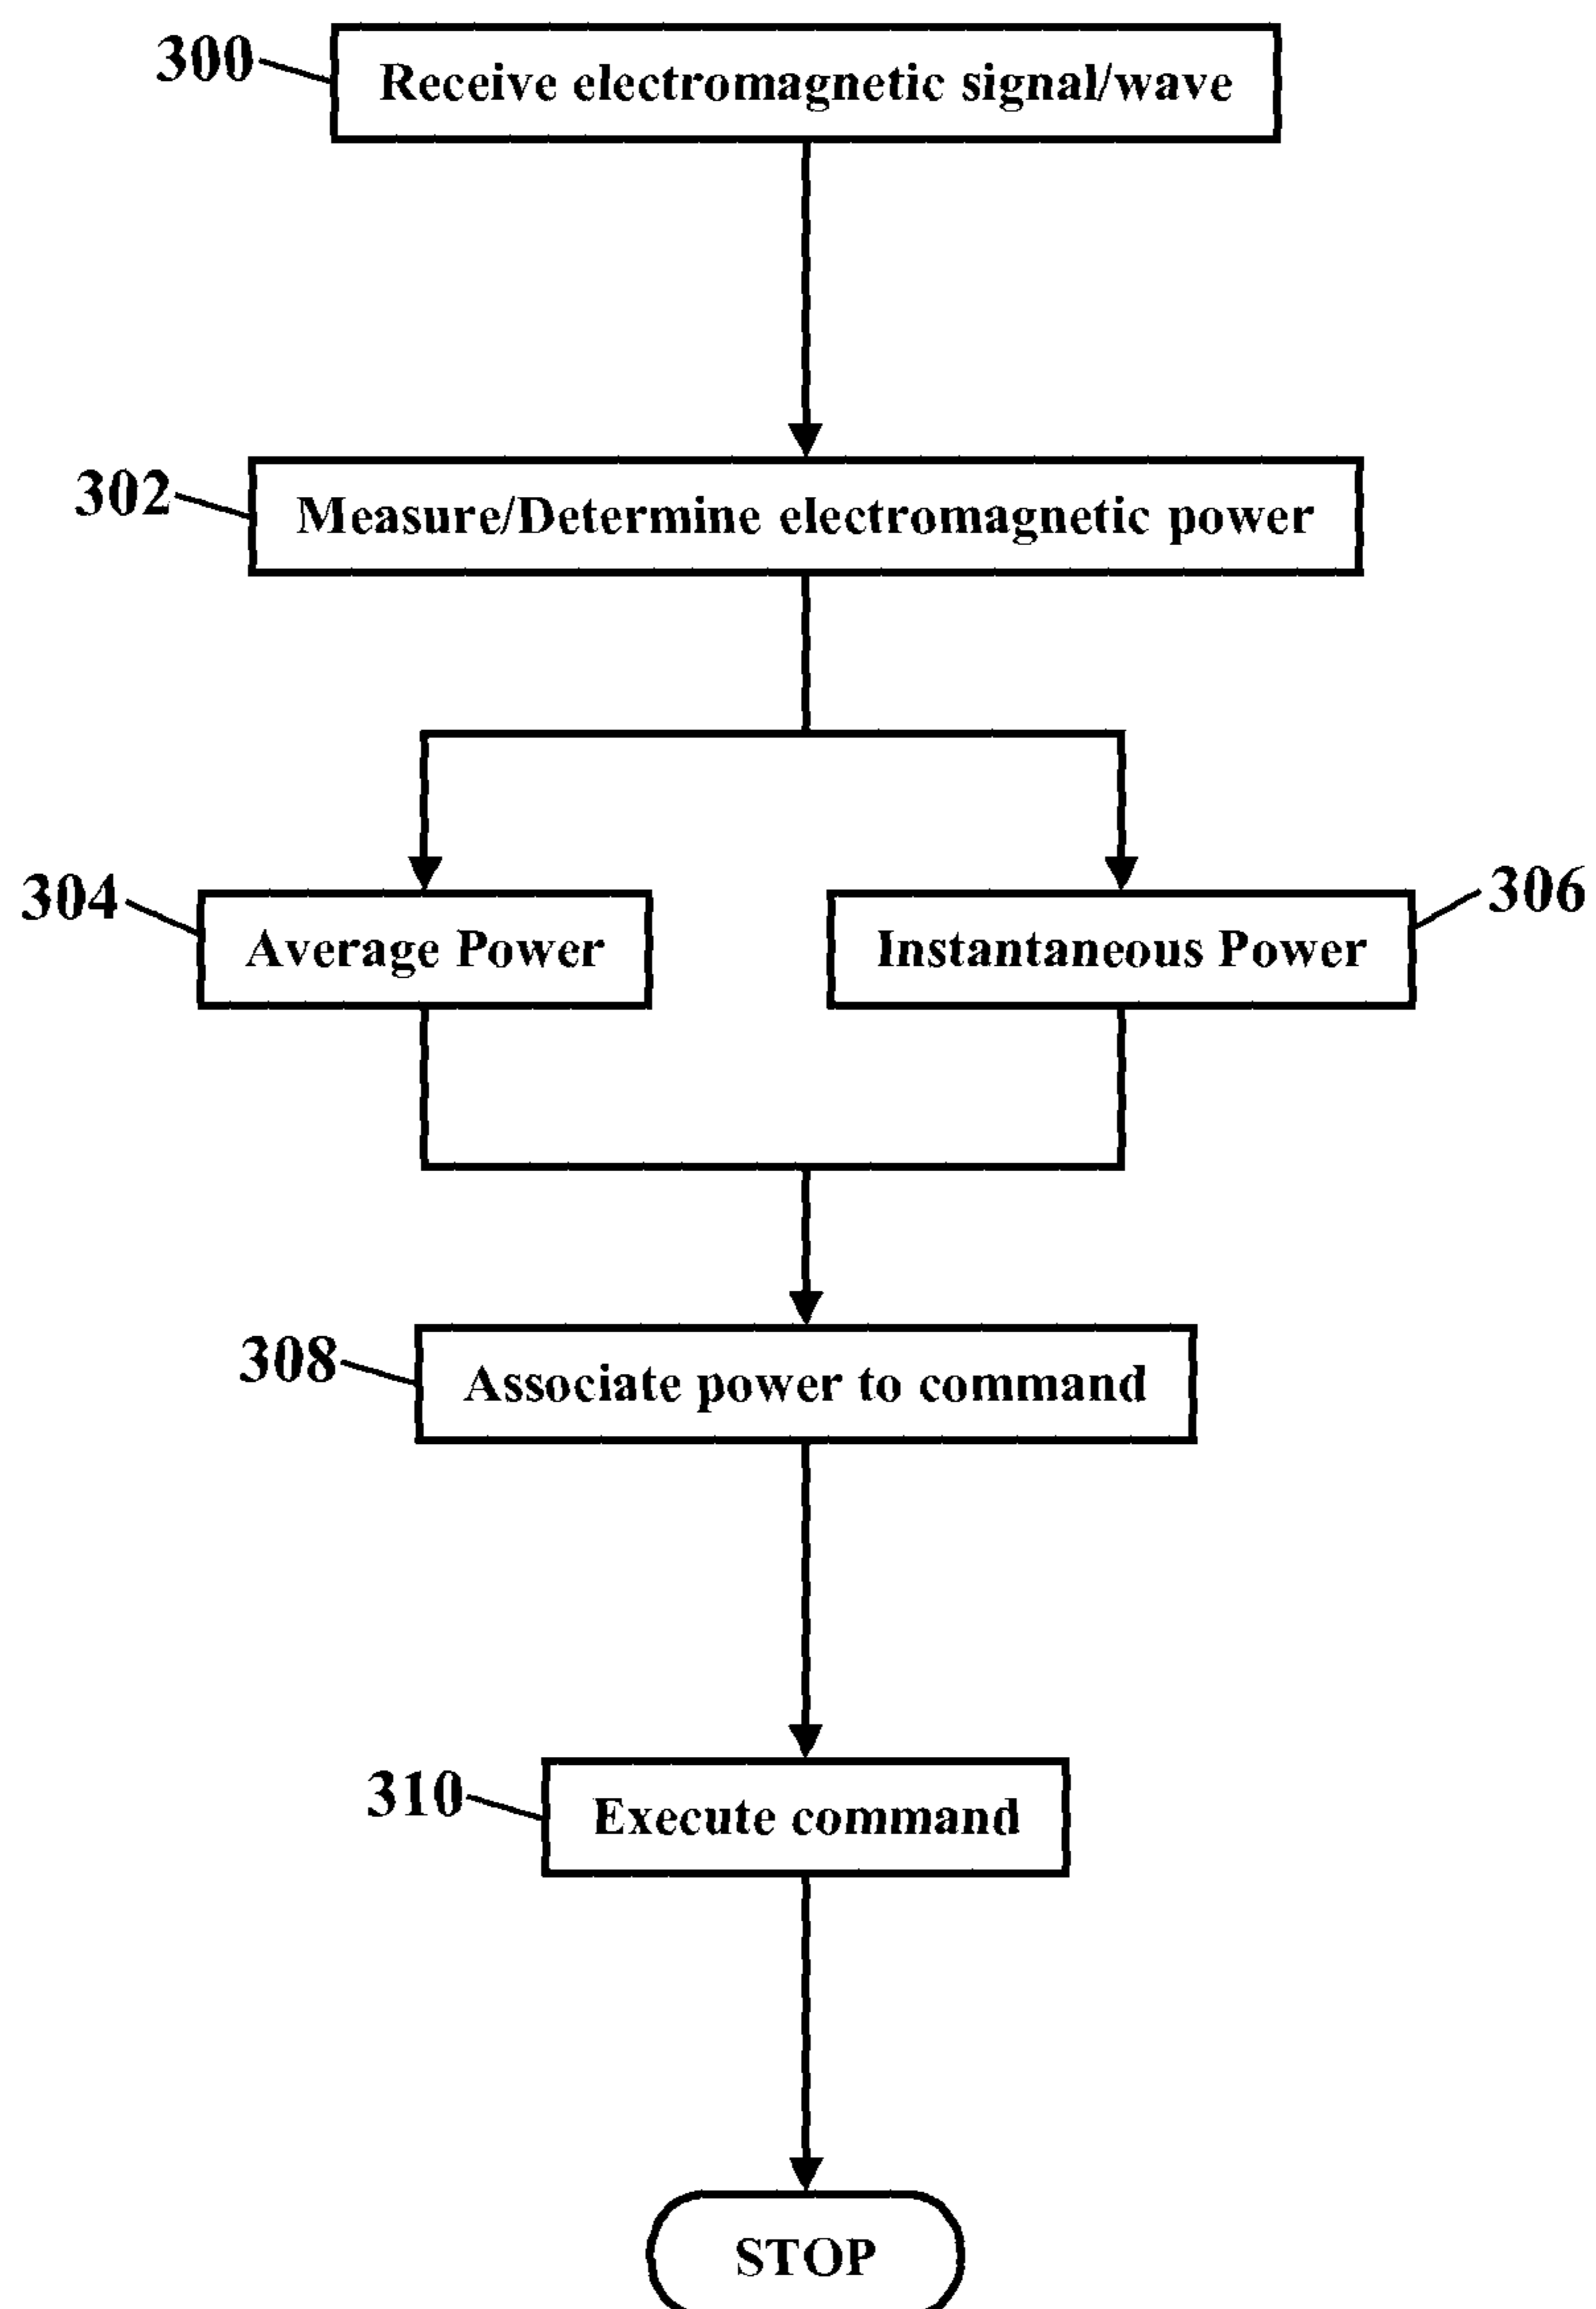 300
Receive electromagnetic signal/wave
302
Measure/Determine electromagnetic power
304
Average Power
306
Instantaneous Power
308
Associate power to command
310
Execute command
STOP